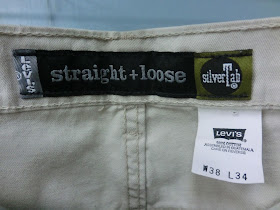 LEVI'S
straight + loose
silverTab
LEVI'S
W38 L34